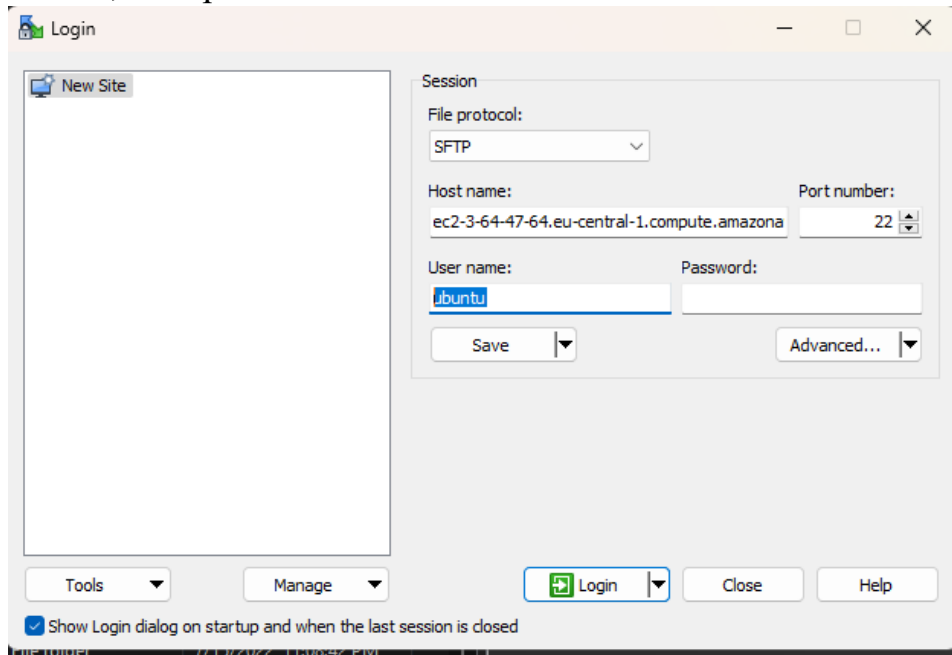 Login
New Site
Session
File protocol:
SFTP
Host name: Port number:
ec2-3-64-47-64.eu-central-1.compute.amazona 22
User name: Password:
ubuntu
Save Advanced...
Tools Manage Login Close Help
Show Login dialog on startup and when the last session is closed